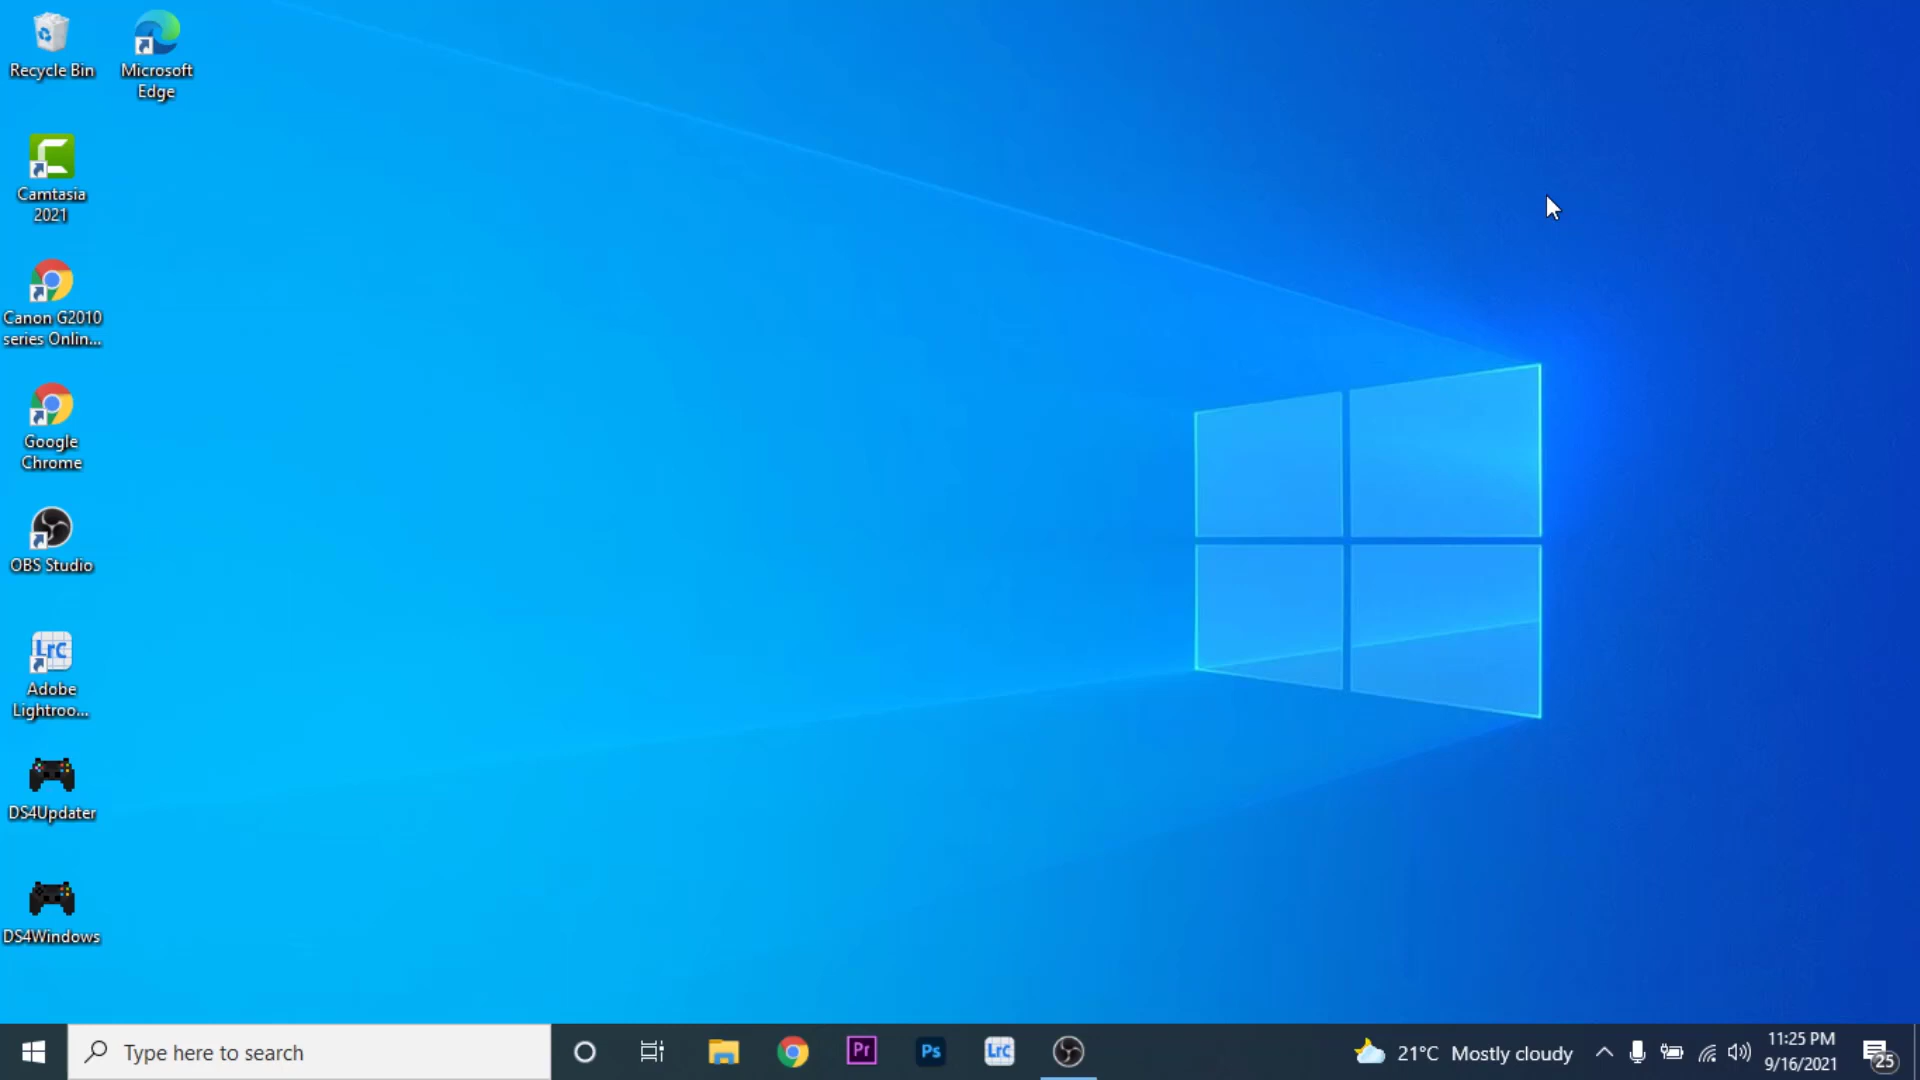 Recycle Bin
Microsoft
Edge
Camtasia
2021
Canon G2010
series Onlin...
Google
Chrome
OBS Studio
LrC
Adobe
Lightroo...
DS4Updater
DS4Windows
Type here to search
Pr
Ps
LrC
21°C Mostly cloudy
11:25 PM
9/16/2021
25